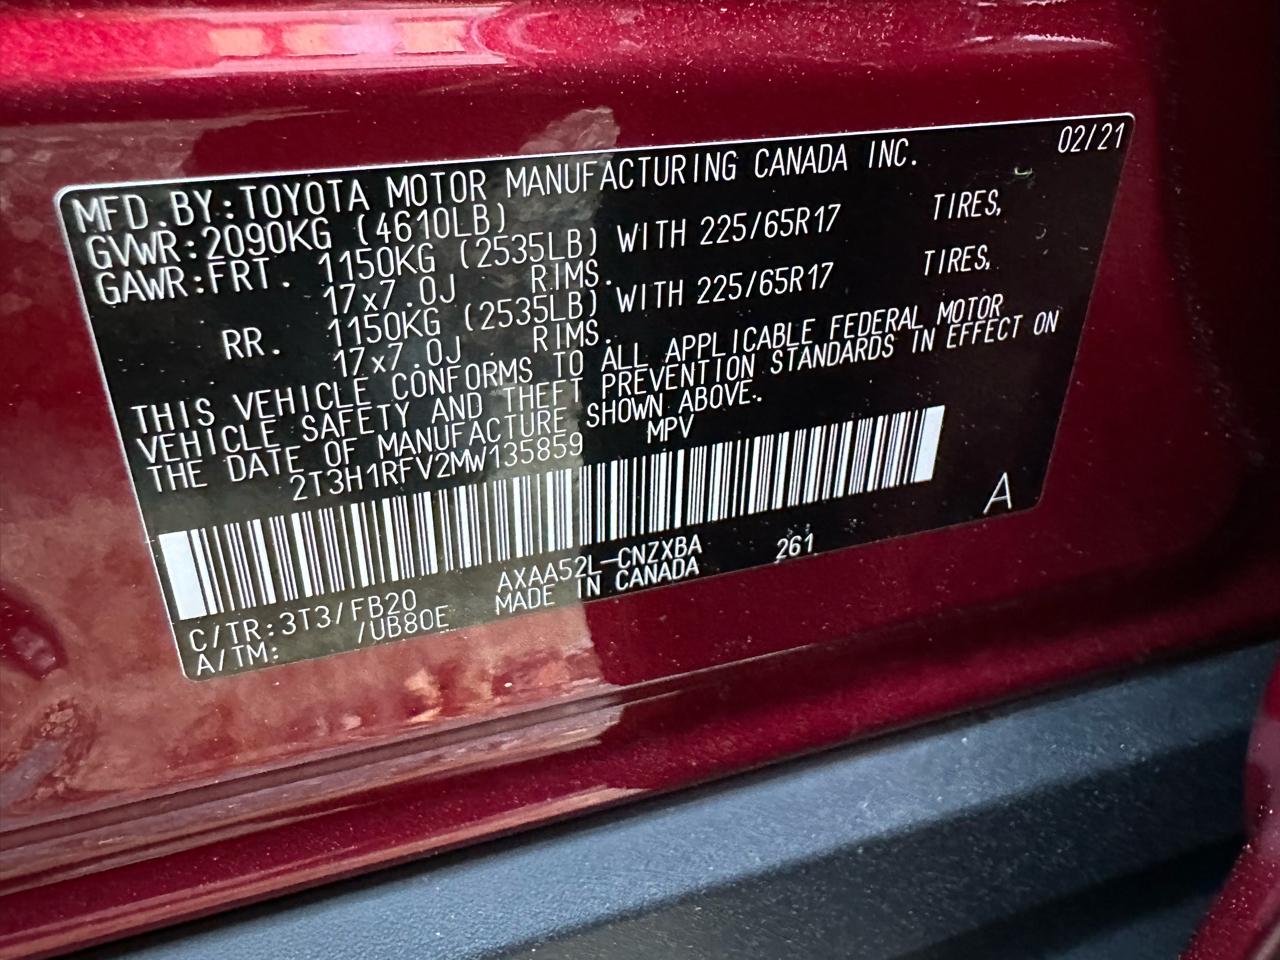 02/21
MFD.BY:TOYOTA MOTOR MANUFACTURING CANADA INC.
GVWR:2090KG (4610LB)
GAWR:FRT. 1150KG (2535LB) WITH 225/65R17 TIRES,
17x7.0J RIMS.
RR. 1150KG (2535LB) WITH 225/65R17 TIRES,
17x7.0J RIMS.
THIS VEHICLE CONFORMS TO ALL APPLICABLE FEDERAL MOTOR
VEHICLE SAFETY AND THEFT PREVENTION STANDARDS IN EFFECT ON
THE DATE OF MANUFACTURE SHOWN ABOVE.
2T3H1RFV2MW135859 MPV
A
C/TR:3T3/FB20 AXAA52L-CNZXBA 261
A/TM: /UB80E MADE IN CANADA